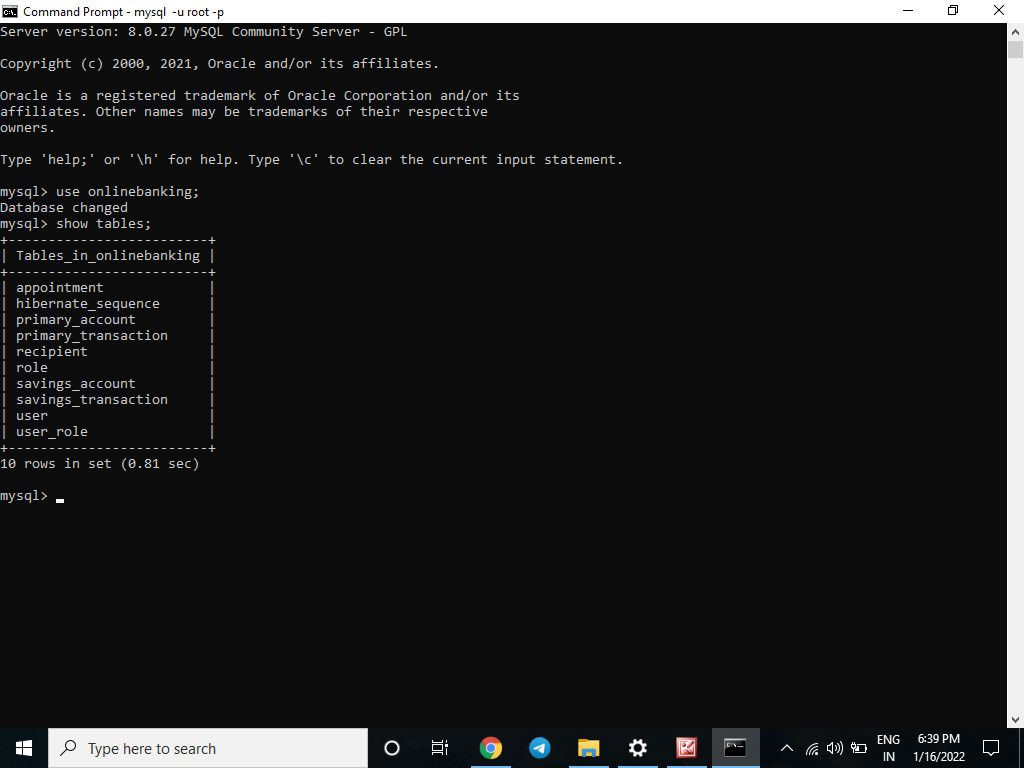 Command Prompt - mysql -u root -p
Server version: 8.0.27 MySQL Community Server - GPL
Copyright (c) 2000, 2021, Oracle and/or its affiliates.
Oracle is a registered trademark of Oracle Corporation and/or its
affiliates. Other names may be trademarks of their respective
owners.
Type 'help;' or '\h' for help. Type '\c' to clear the current input statement.
mysql> use onlinebanking;
Database changed
mysql> show tables;
+-------------------------+
| Tables_in_onlinebanking |
+-------------------------+
| appointment             |
| hibernate_sequence      |
| primary_account         |
| primary_transaction     |
| recipient               |
| role                    |
| savings_account         |
| savings_transaction     |
| user                    |
| user_role               |
+-------------------------+
10 rows in set (0.81 sec)
mysql> _
Type here to search
ENG
IN
6:39 PM
1/16/2022